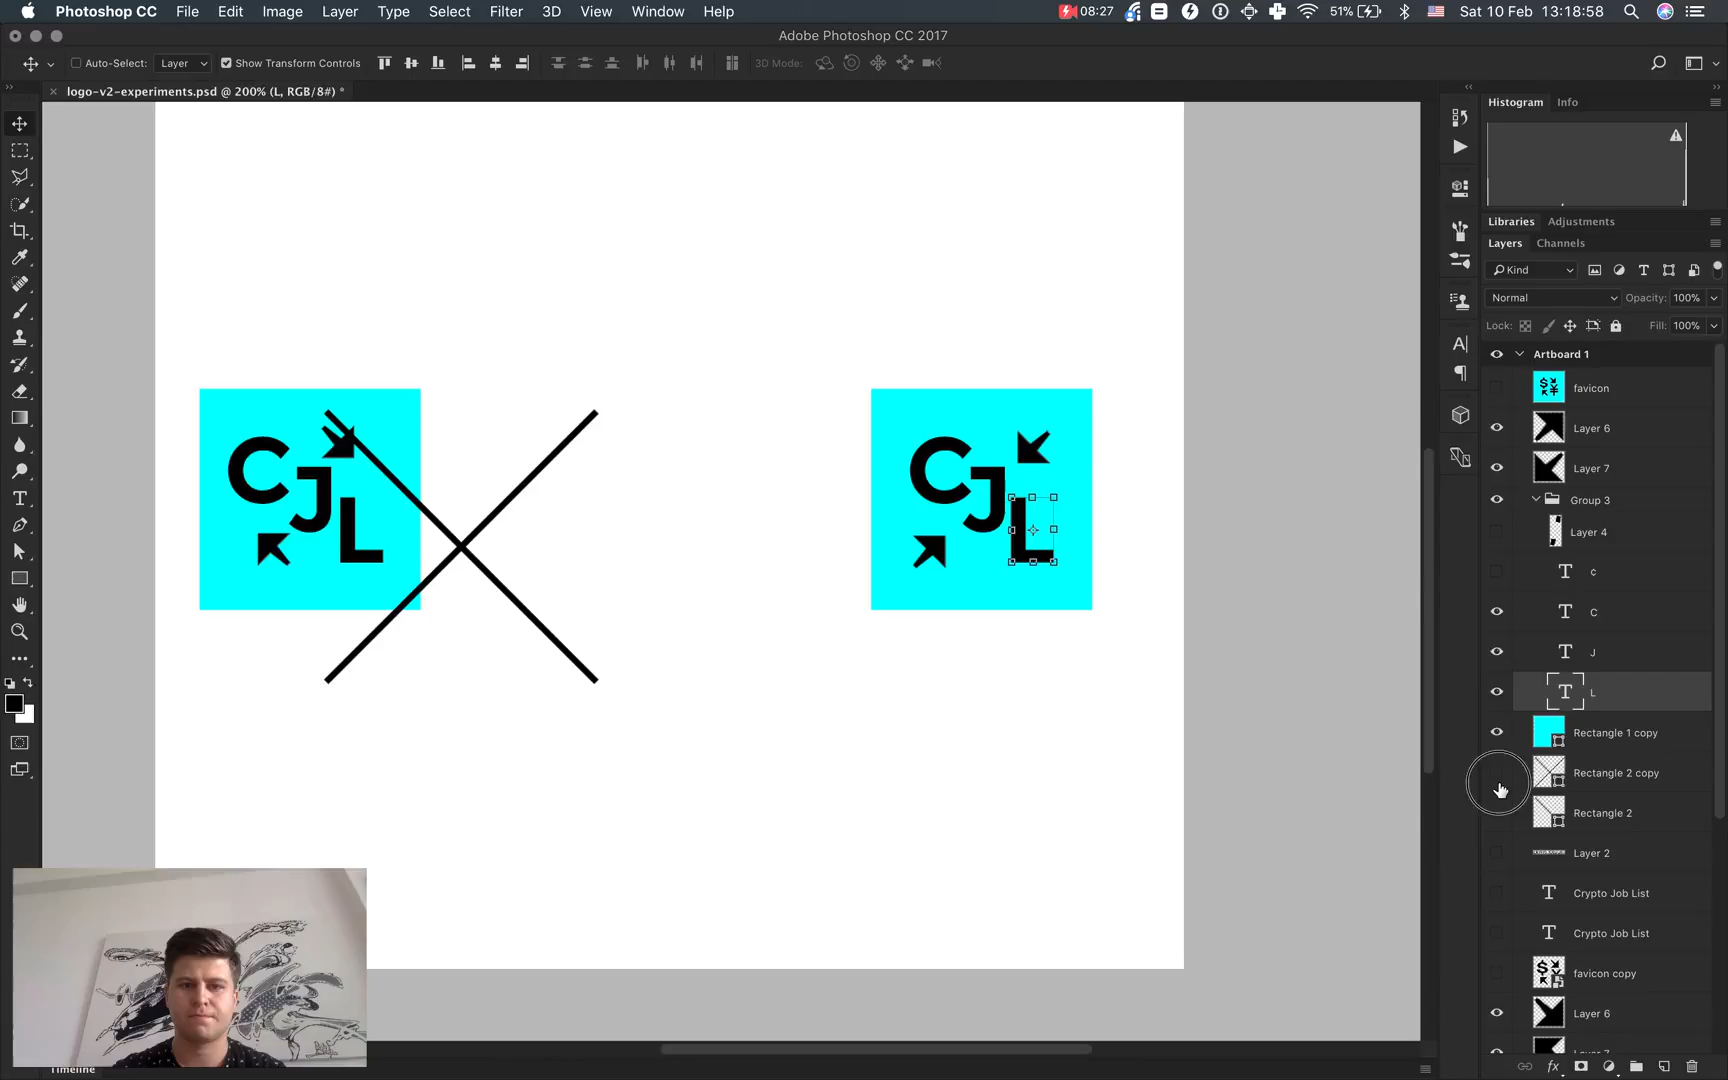 Photoshop CC File Edit Image Layer Type Select Filter 3D View Window Help 08:27 51% Sat 10 Feb 13:18:58
Adobe Photoshop CC 2017
Auto-Select: Layer Show Transform Controls 3D Mode:
logo-v2-experiments.psd @ 200% (L, RGB/8#) *
Histogram Info
Libraries Adjustments
Layers Channels
Kind
Normal Opacity: 100%
Lock: Fill: 100%
Artboard 1
favicon
Layer 6
Layer 7
Group 3
Layer 4
¢
C
J
L
Rectangle 1 copy
Rectangle 2 copy
Rectangle 2
Layer 2
Crypto Job List
Crypto Job List
favicon copy
Layer 6
CJL
CJL
Timeline